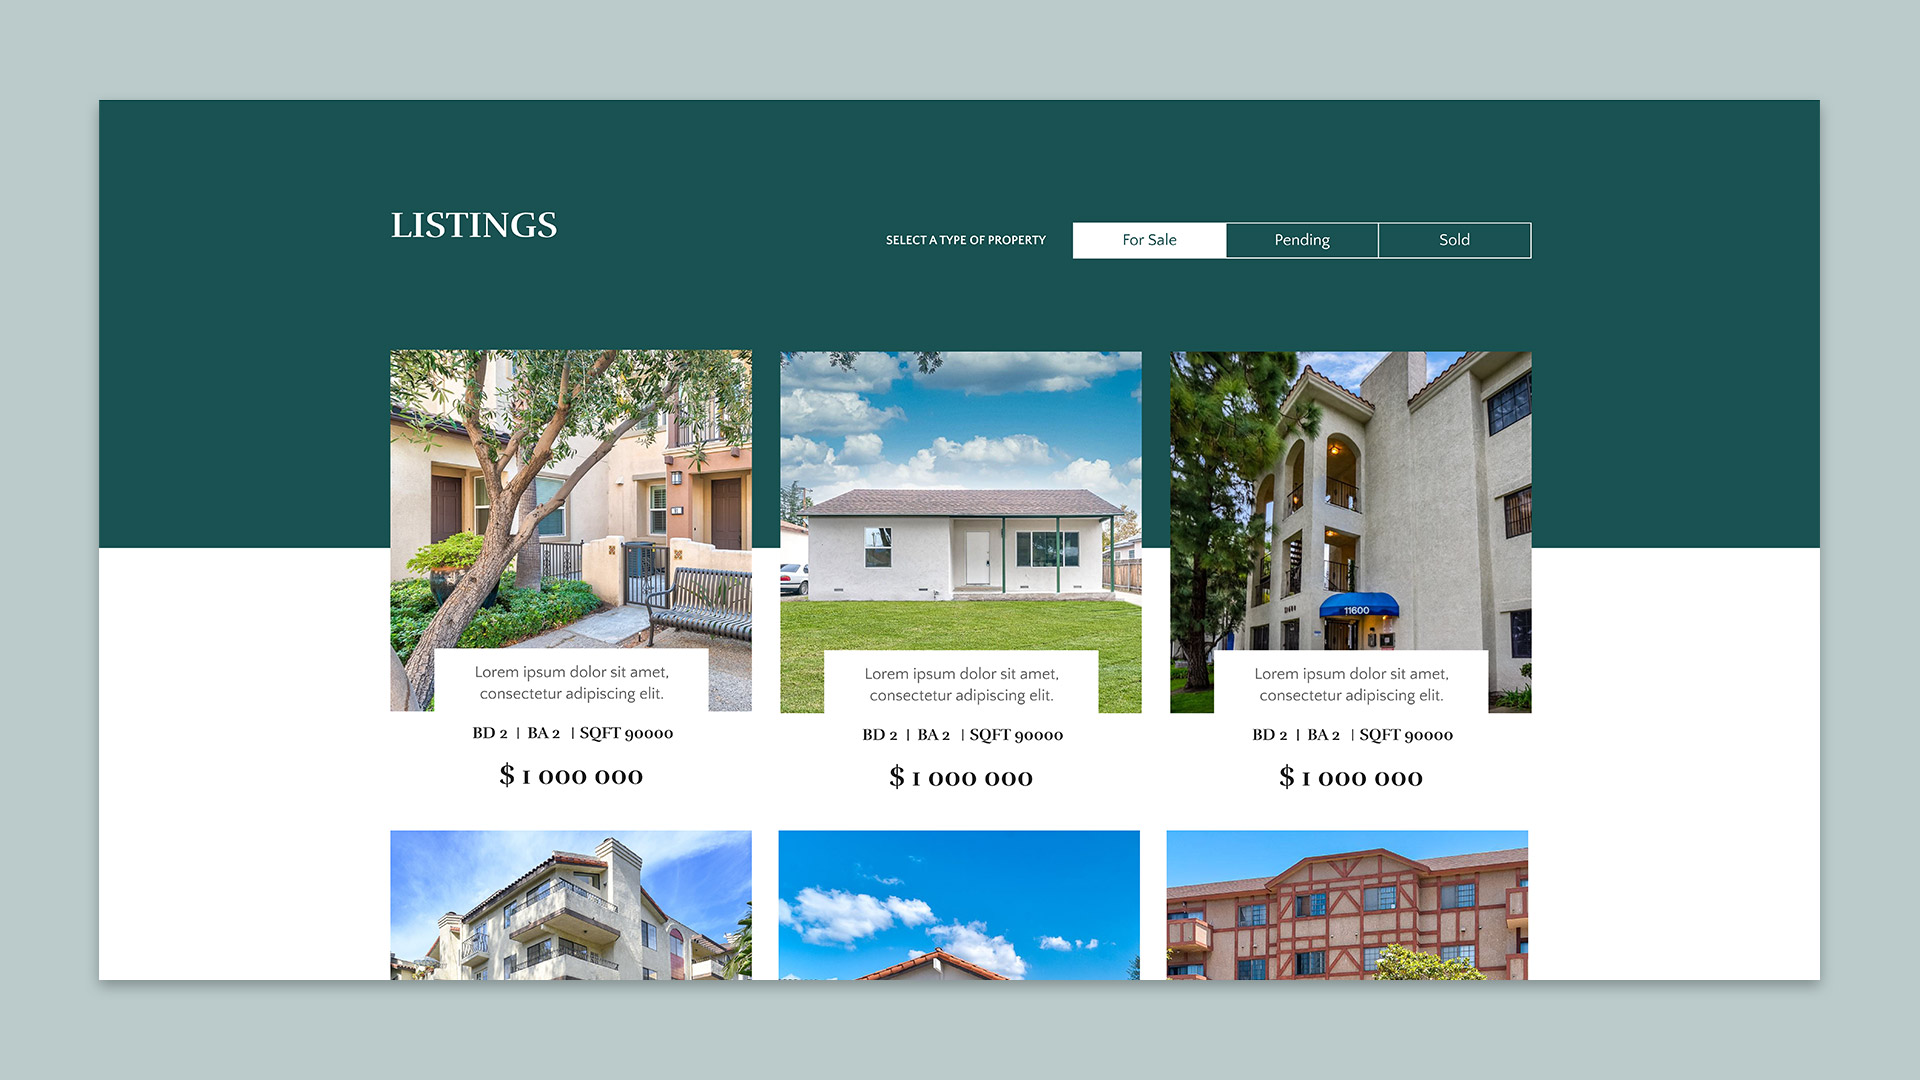 LISTINGS
SELECT A TYPE OF PROPERTY
For Sale
Pending
Sold
11600
Lorem ipsum dolor sit amet,
consectetur adipiscing elit.
BD 2 | BA 2 | SQFT 90000
$ 1 000 000
Lorem ipsum dolor sit amet,
consectetur adipiscing elit.
BD 2 | BA 2 | SQFT 90000
$ 1 000 000
Lorem ipsum dolor sit amet,
consectetur adipiscing elit.
BD 2 | BA 2 | SQFT 90000
$ 1 000 000